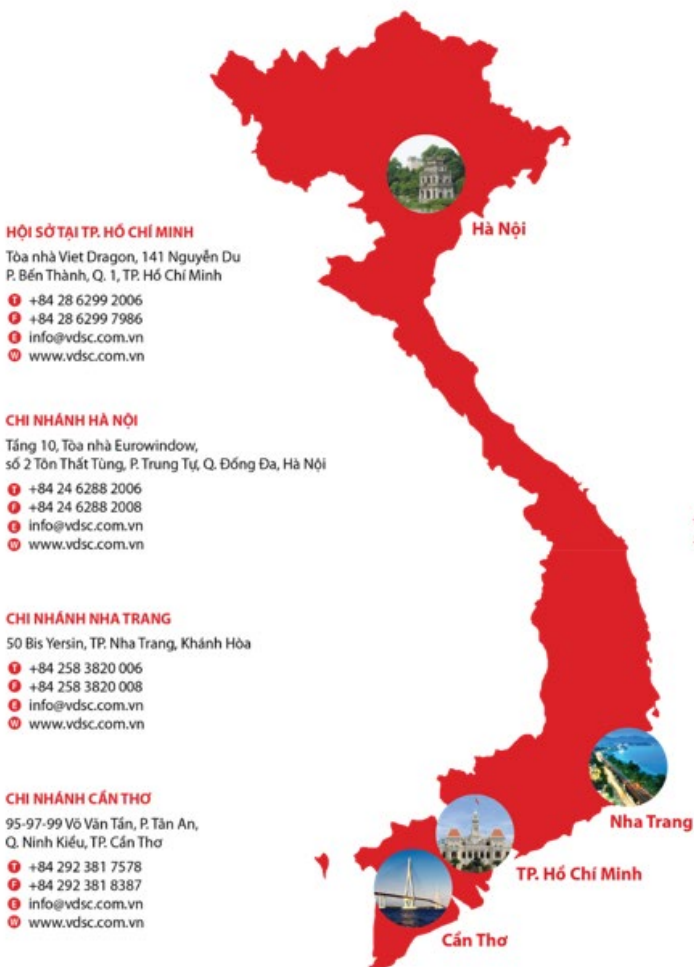 HỘI SỞ TẠI TP. HỒ CHÍ MINH
Tòa nhà Viet Dragon, 141 Nguyễn Du
P. Bến Thành, Q. 1, TP. Hồ Chí Minh
T +84 28 6299 2006
F +84 28 6299 7986
E info@vdsc.com.vn
W www.vdsc.com.vn
CHI NHÁNH HÀ NỘI
Tầng 10, Tòa nhà Eurowindow,
số 2 Tôn Thất Tùng, P. Trung Tự, Q. Đống Đa, Hà Nội
T +84 24 6288 2006
F +84 24 6288 2008
E info@vdsc.com.vn
W www.vdsc.com.vn
CHI NHÁNH NHA TRANG
50 Bis Yersin, TP. Nha Trang, Khánh Hòa
T +84 258 3820 006
F +84 258 3820 008
E info@vdsc.com.vn
W www.vdsc.com.vn
CHI NHÁNH CẦN THƠ
95-97-99 Võ Văn Tần, P. Tân An,
Q. Ninh Kiều, TP. Cần Thơ
T +84 292 381 7578
F +84 292 381 8387
E info@vdsc.com.vn
W www.vdsc.com.vn
Hà Nội
Nha Trang
TP. Hồ Chí Minh
Cần Thơ